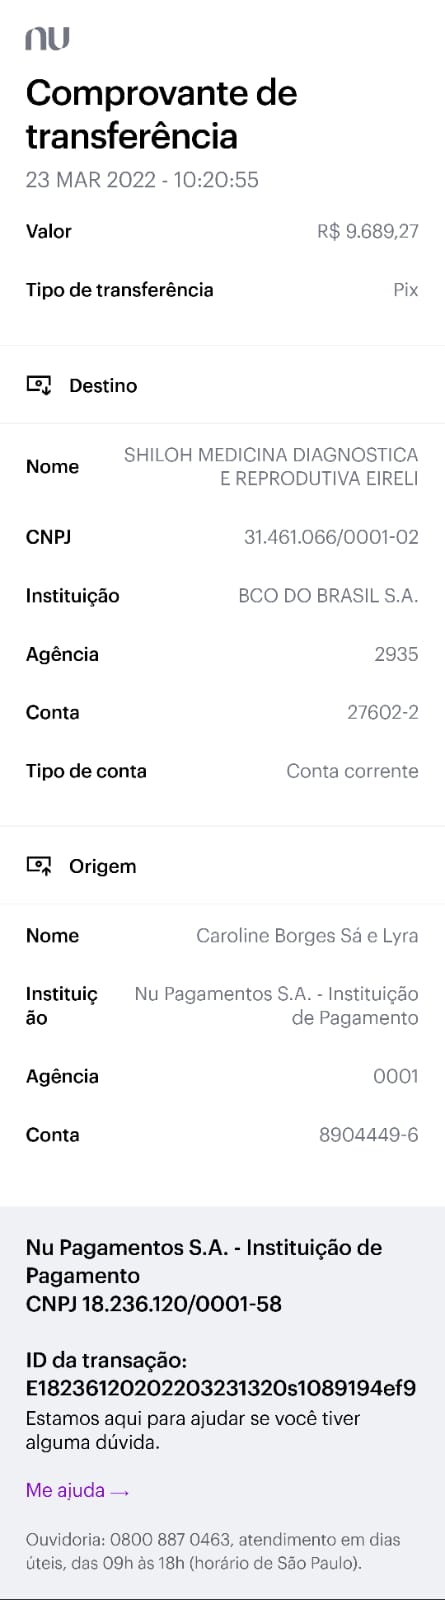 nu
Comprovante de
transferência
23 MAR 2022 - 10:20:55
Valor R$ 9.689,27
Tipo de transferência Pix
Destino
Nome SHILOH MEDICINA DIAGNOSTICA
E REPRODUTIVA EIRELI
CNPJ 31.461.066/0001-02
Instituição BCO DO BRASIL S.A.
Agência 2935
Conta 27602-2
Tipo de conta Conta corrente
Origem
Nome Caroline Borges Sá e Lyra
Instituiç Nu Pagamentos S.A. - Instituição
ão de Pagamento
Agência 0001
Conta 8904449-6
Nu Pagamentos S.A. - Instituição de
Pagamento
CNPJ 18.236.120/0001-58
ID da transação:
E18236120202203231320s1089194ef9
Estamos aqui para ajudar se você tiver
alguma dúvida.
Me ajuda →
Ouvidoria: 0800 887 0463, atendimento em dias
úteis, das 09h às 18h (horário de São Paulo).